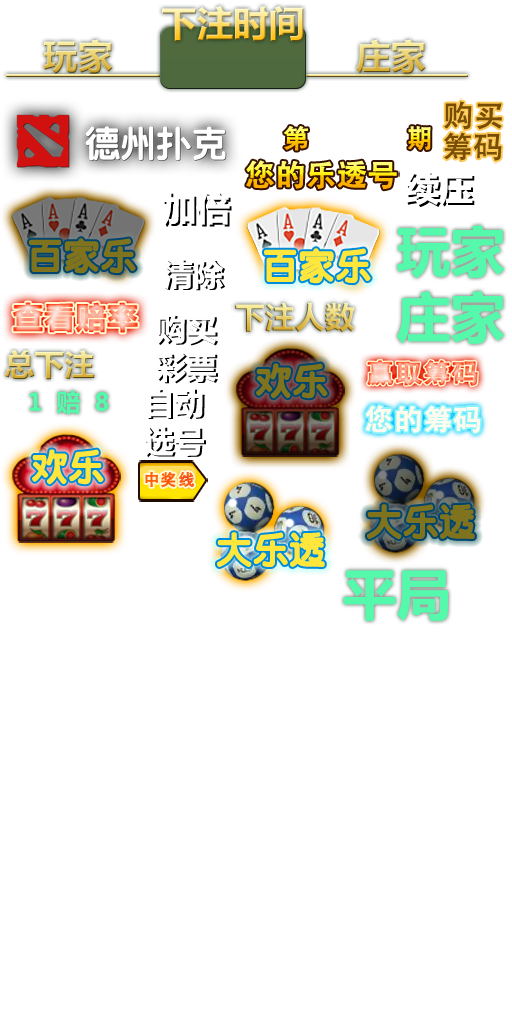 下注时间
玩家
庄家
购买
筹码
德州扑克
第 期
您的乐透号
续压
加倍
百家乐
百家乐
玩家
清除
查看赔率
购买
下注人数
庄家
总下注
彩票
赢取筹码
1 赔 8
自动
欢乐
您的筹码
选号
欢乐
中奖线
大乐透
大乐透
平局